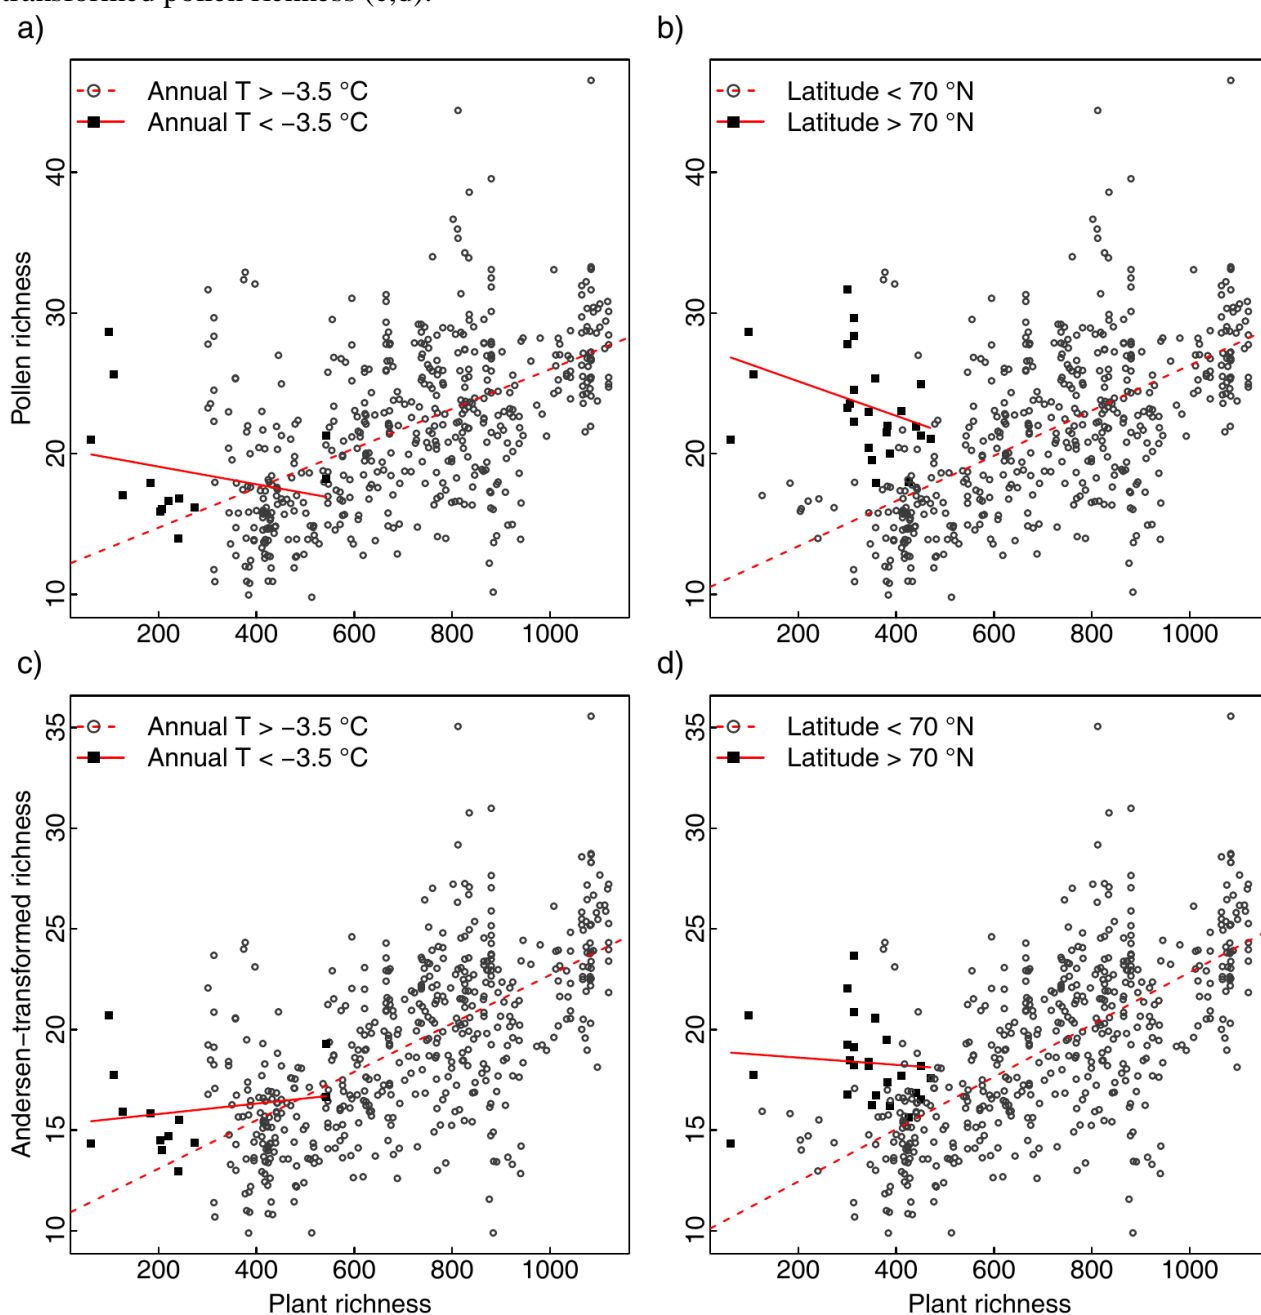 transformed pollen richness (c,d).
a)
b)
Annual T > −3.5 °C
Annual T < −3.5 °C
Latitude < 70 °N
Latitude > 70 °N
Pollen richness
40
30
20
10
200 400 600 800 1000
40
30
20
10
200 400 600 800 1000
c)
d)
Annual T > −3.5 °C
Annual T < −3.5 °C
Latitude < 70 °N
Latitude > 70 °N
Andersen−transformed richness
35
30
25
20
15
10
200 400 600 800 1000
Plant richness
35
30
25
20
15
10
200 400 600 800 1000
Plant richness